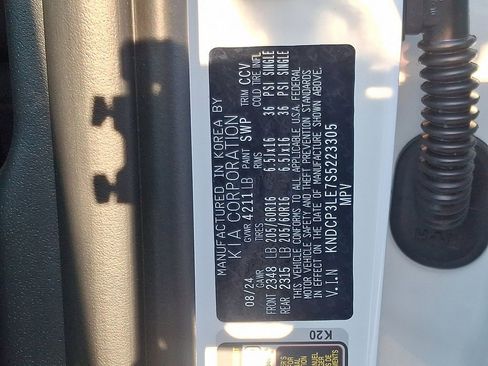 MANUFACTURED IN KOREA BY
KIA CORPORATION
08/24 GVWR 4211LB PAINT SWP TRIM CCV
GAWR TIRES RIMS COLD TIRE INFL
FRONT 2348 LB 205/60R16 6.5Jx16 36 PSI SINGLE
REAR 2315 LB 205/60R16 6.5Jx16 36 PSI SINGLE
THIS VEHICLE CONFORMS TO ALL APPLICABLE U.S.A. FEDERAL
MOTOR VEHICLE SAFETY AND THEFT PREVENTION STANDARDS
IN EFFECT ON THE DATE OF MANUFACTURE SHOWN ABOVE.
V.I.N KNDCP3LE7S5223305
MPV
K20